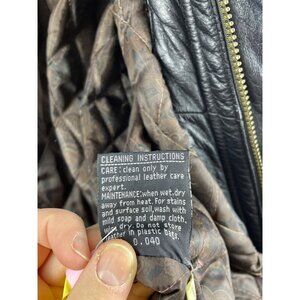 CLEANING INSTRUCTIONS
CARE: clean only by
professional leather care
expert.
MAINTENANCE: when wet, dry
away from heat. For stains
and surface soil, wash with
mild soap and damp cloth,
wipe dry. Do not store
leather in plastic bags.
0.040